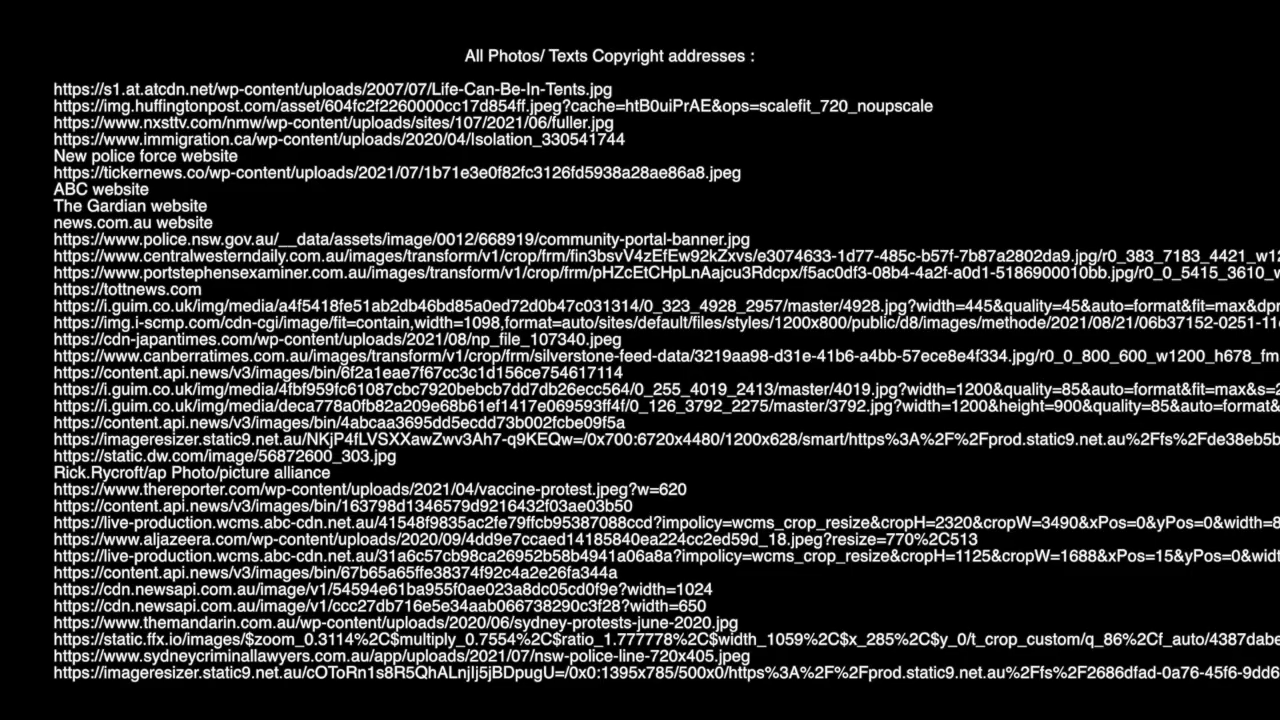 All Photos/ Texts Copyright addresses :
https://s1.at.atcdn.net/wp-content/uploads/2007/07/Life-Can-Be-In-Tents.jpg
https://img.huffingtonpost.com/asset/604fc2f2260000cc17d854ff.jpeg?cache=htB0uiPrAE&ops=scalefit_720_noupscale
https://www.nxsttv.com/nmw/wp-content/uploads/sites/107/2021/06/fuller.jpg
https://www.immigration.ca/wp-content/uploads/2020/04/Isolation_330541744
New police force website
https://tickernews.co/wp-content/uploads/2021/07/1b71e3e0f82fc3126fd5938a28ae86a8.jpeg
ABC website
The Gardian website
news.com.au website
https://www.police.nsw.gov.au/__data/assets/image/0012/668919/community-portal-banner.jpg
https://www.centralwesterndaily.com.au/images/transform/v1/crop/frm/fin3bsvV4zEfEw92kZxvs/e3074633-1d77-485c-b57f-7b87a2802da9.jpg/r0_383_7183_4421_w12
https://www.portstephensexaminer.com.au/images/transform/v1/crop/frm/pHZcEtCHpLnAajcu3Rdcpx/f5ac0df3-08b4-4a2f-a0d1-5186900010bb.jpg/r0_0_5415_3610_w
https://tottnews.com
https://i.guim.co.uk/img/media/a4f5418fe51ab2db46bd85a0ed72d0b47c031314/0_323_4928_2957/master/4928.jpg?width=445&quality=45&auto=format&fit=max&dpr
https://img.i-scmp.com/cdn-cgi/image/fit=contain,width=1098,format=auto/sites/default/files/styles/1200x800/public/d8/images/methode/2021/08/21/06b37152-0251-11
https://cdn-japantimes.com/wp-content/uploads/2021/08/np_file_107340.jpeg
https://www.canberratimes.com.au/images/transform/v1/crop/frm/silverstone-feed-data/3219aa98-d31e-41b6-a4bb-57ece8e4f334.jpg/r0_0_800_600_w1200_h678_fm
https://content.api.news/v3/images/bin/6f2a1eae7f67cc3c1d156ce754617114
https://i.guim.co.uk/img/media/4fbf959fc61087cbc7920bebcb7dd7db26ecc564/0_255_4019_2413/master/4019.jpg?width=1200&quality=85&auto=format&fit=max&s=2
https://i.guim.co.uk/img/media/deca778a0fb82a209e68b61ef1417e069593ff4f/0_126_3792_2275/master/3792.jpg?width=1200&height=900&quality=85&auto=format&
https://content.api.news/v3/images/bin/4abcaa3695dd5ecdd73b002fcbe09f5a
https://imageresizer.static9.net.au/NKjP4fLVSXXawZwv3Ah7-q9KEQw=/0x700:6720x4480/1200x628/smart/https%3A%2F%2Fprod.static9.net.au%2Ffs%2Fde38eb5b
https://static.dw.com/image/56872600_303.jpg
Rick.Rycroft/ap Photo/picture alliance
https://www.thereporter.com/wp-content/uploads/2021/04/vaccine-protest.jpeg?w=620
https://content.api.news/v3/images/bin/163798d1346579d9216432f03ae03b50
https://live-production.wcms.abc-cdn.net.au/41548f9835ac2fe79ffcb95387088ccd?impolicy=wcms_crop_resize&cropH=2320&cropW=3490&xPos=0&yPos=0&width=8
https://www.aljazeera.com/wp-content/uploads/2020/09/4dd9e7ccaed14185840ea224cc2ed59d_18.jpeg?resize=770%2C513
https://live-production.wcms.abc-cdn.net.au/31a6c57cb98ca26952b58b4941a06a8a?impolicy=wcms_crop_resize&cropH=1125&cropW=1688&xPos=15&yPos=0&widt
https://content.api.news/v3/images/bin/67b65a65ffe38374f92c4a2e26fa344a
https://cdn.newsapi.com.au/image/v1/54594e61ba955f0ae023a8dc05cd0f9e?width=1024
https://cdn.newsapi.com.au/image/v1/ccc27db716e5e34aab066738290c3f28?width=650
https://www.themandarin.com.au/wp-content/uploads/2020/06/sydney-protests-june-2020.jpg
https://static.ffx.io/images/$zoom_0.3114%2C$multiply_0.7554%2C$ratio_1.777778%2C$width_1059%2C$x_285%2C$y_0/t_crop_custom/q_86%2Cf_auto/4387dabe
https://www.sydneycriminallawyers.com.au/app/uploads/2021/07/nsw-police-line-720x405.jpeg
https://imageresizer.static9.net.au/cOToRn1s8R5QhALnjIj5jBDpugU=/0x0:1395x785/500x0/https%3A%2F%2Fprod.static9.net.au%2Ffs%2F2686dfad-0a76-45f6-9dd6